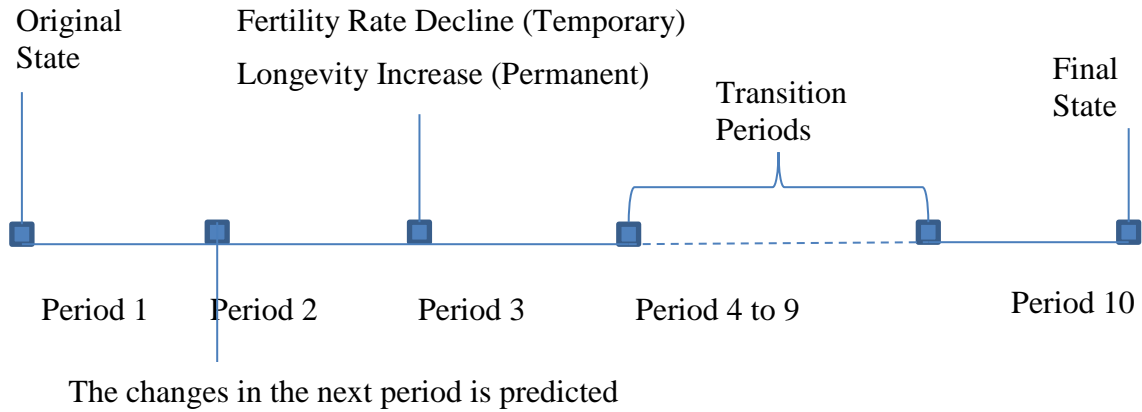 Original
State
Fertility Rate Decline (Temporary)
Longevity Increase (Permanent)
Transition
Periods
Final
State
Period 1
Period 2
Period 3
Period 4 to 9
Period 10
The changes in the next period is predicted